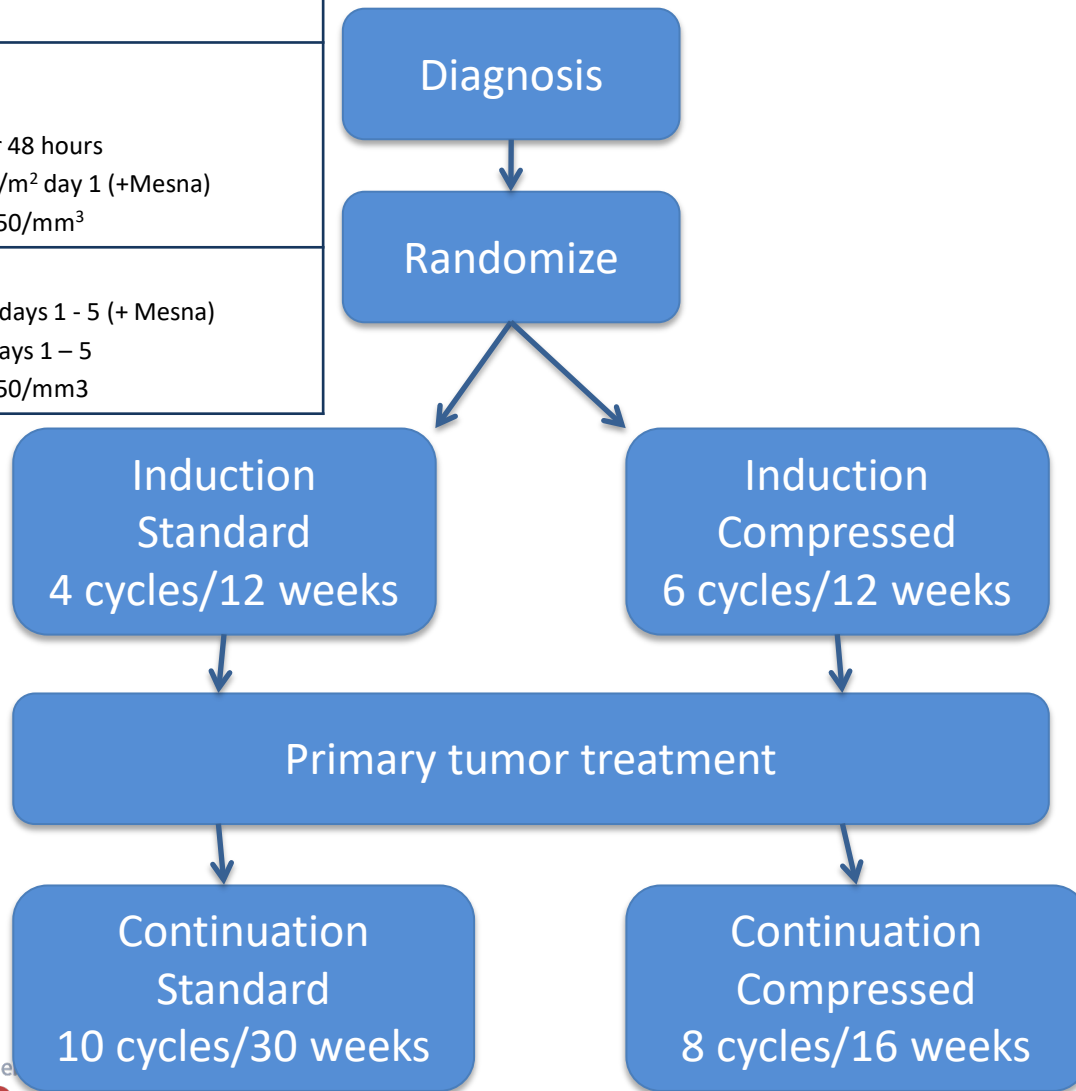 r 48 hours
/m² day 1 (+Mesna)
50/mm³
days 1 - 5 (+ Mesna)
ays 1 – 5
50/mm3
Diagnosis
Randomize
Induction
Standard
4 cycles/12 weeks
Induction
Compressed
6 cycles/12 weeks
Primary tumor treatment
Continuation
Standard
10 cycles/30 weeks
Continuation
Compressed
8 cycles/16 weeks